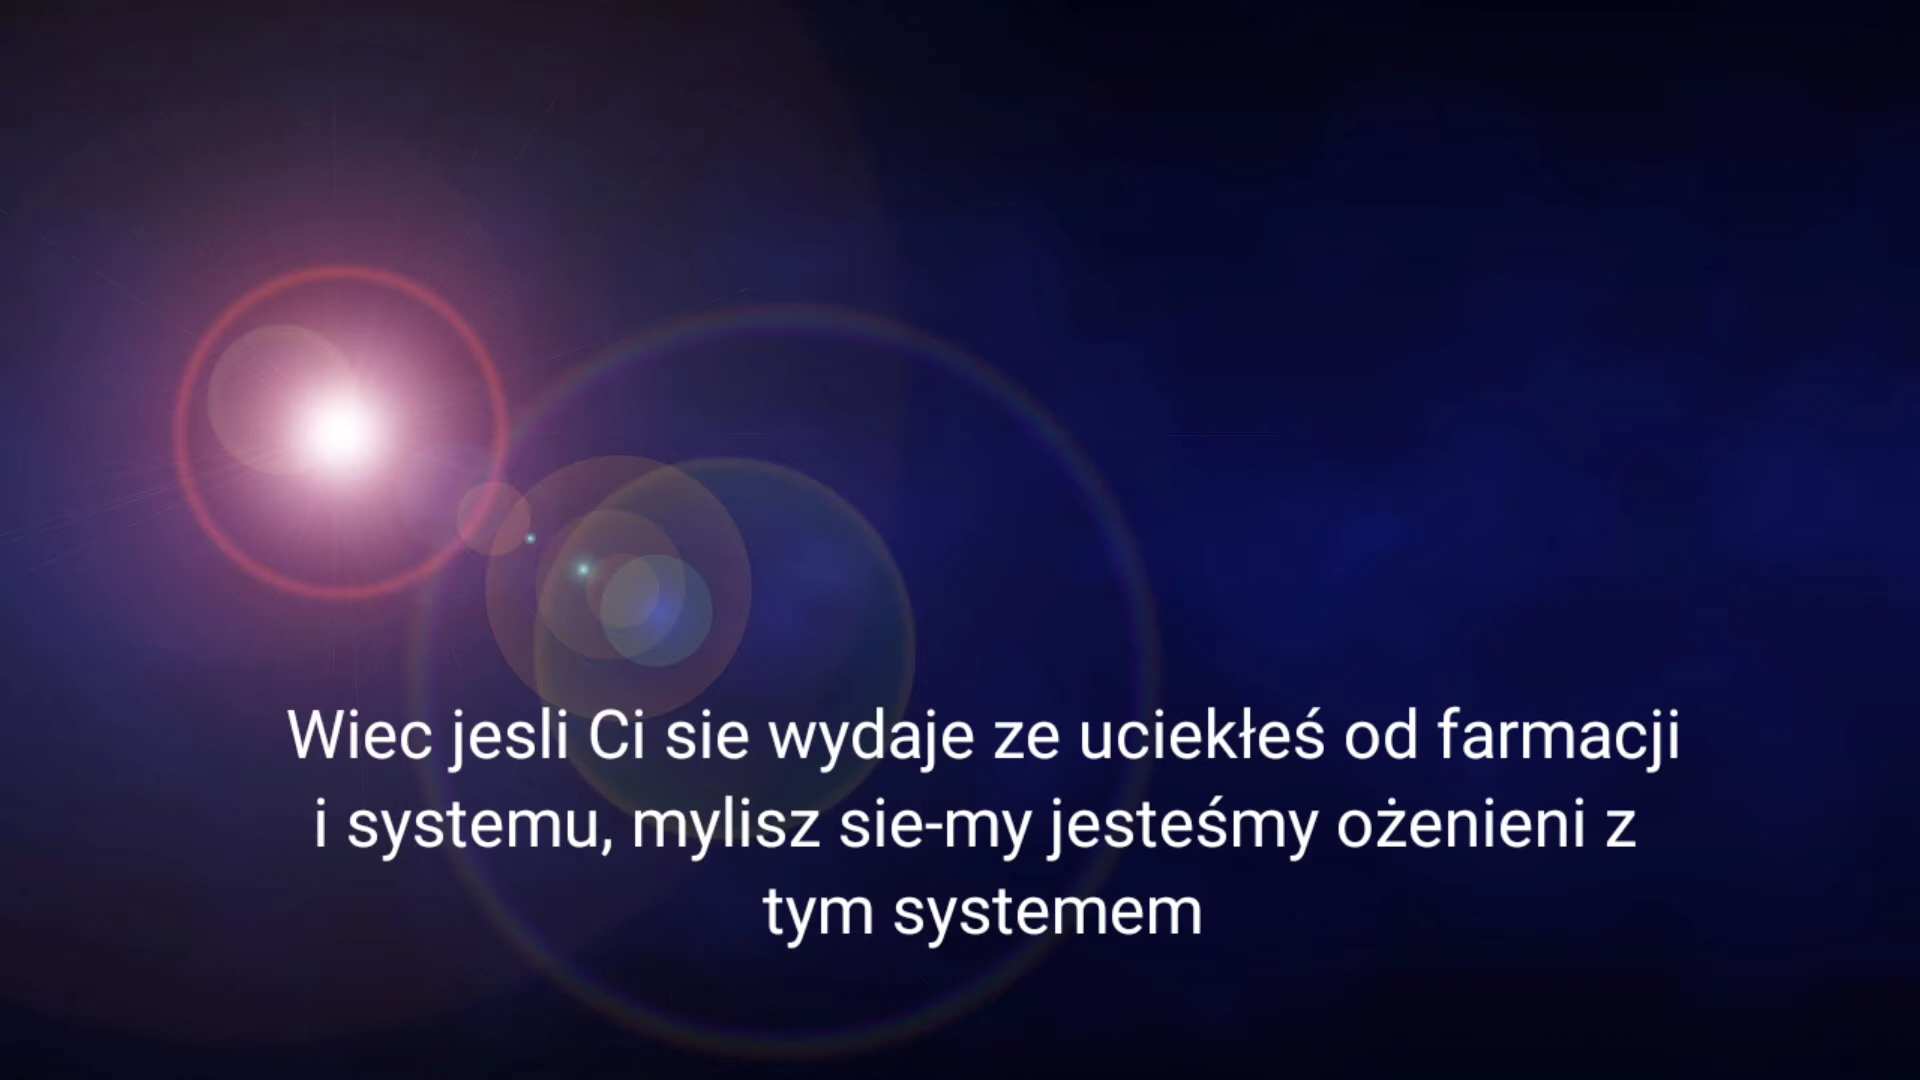 Wiec jesli Ci sie wydaje ze uciekłeś od farmacji
i systemu, mylisz sie-my jesteśmy ożenieni z
tym systemem